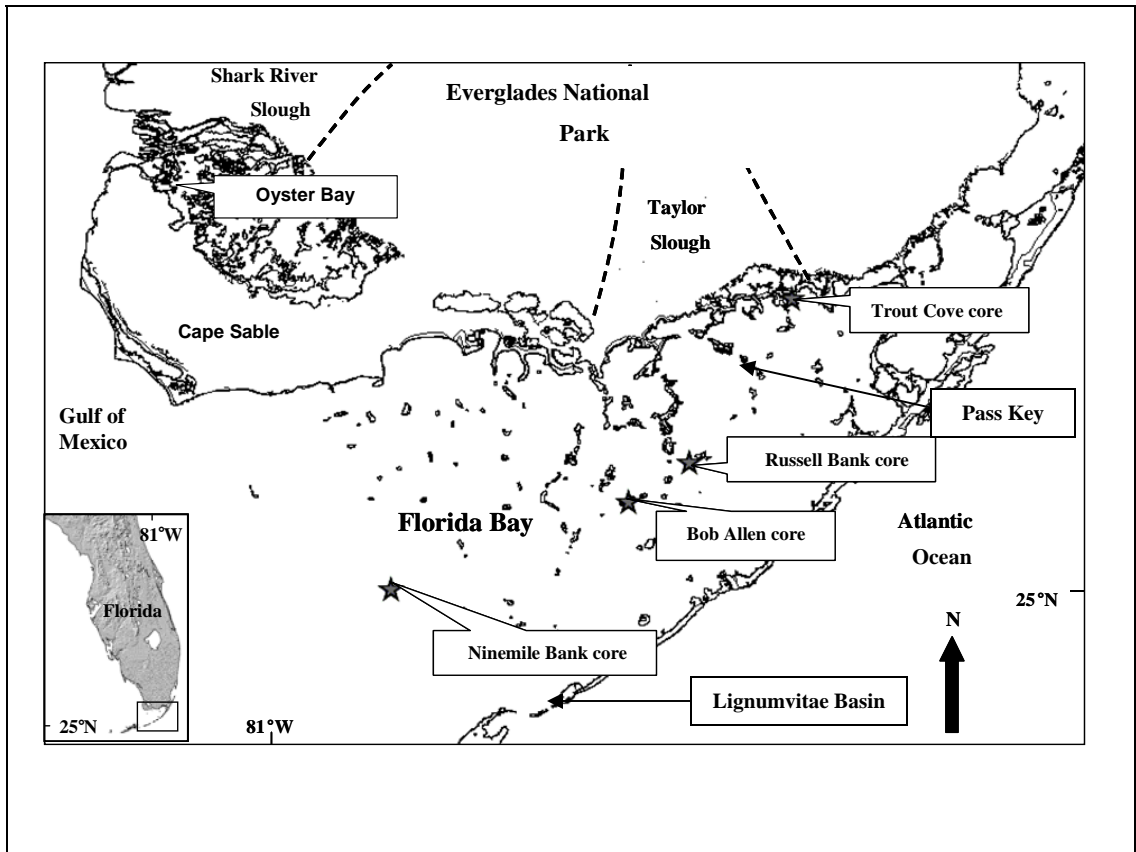 Shark River
Slough
Everglades National
Park
Oyster Bay
Taylor
Slough
Trout Cove core
Cape Sable
Pass Key
Gulf of
Mexico
Russell Bank core
Florida Bay
Bob Allen core
Atlantic
Ocean
81°W
Florida
25°N
N
Ninemile Bank core
Lignumvitae Basin
25°N
81°W